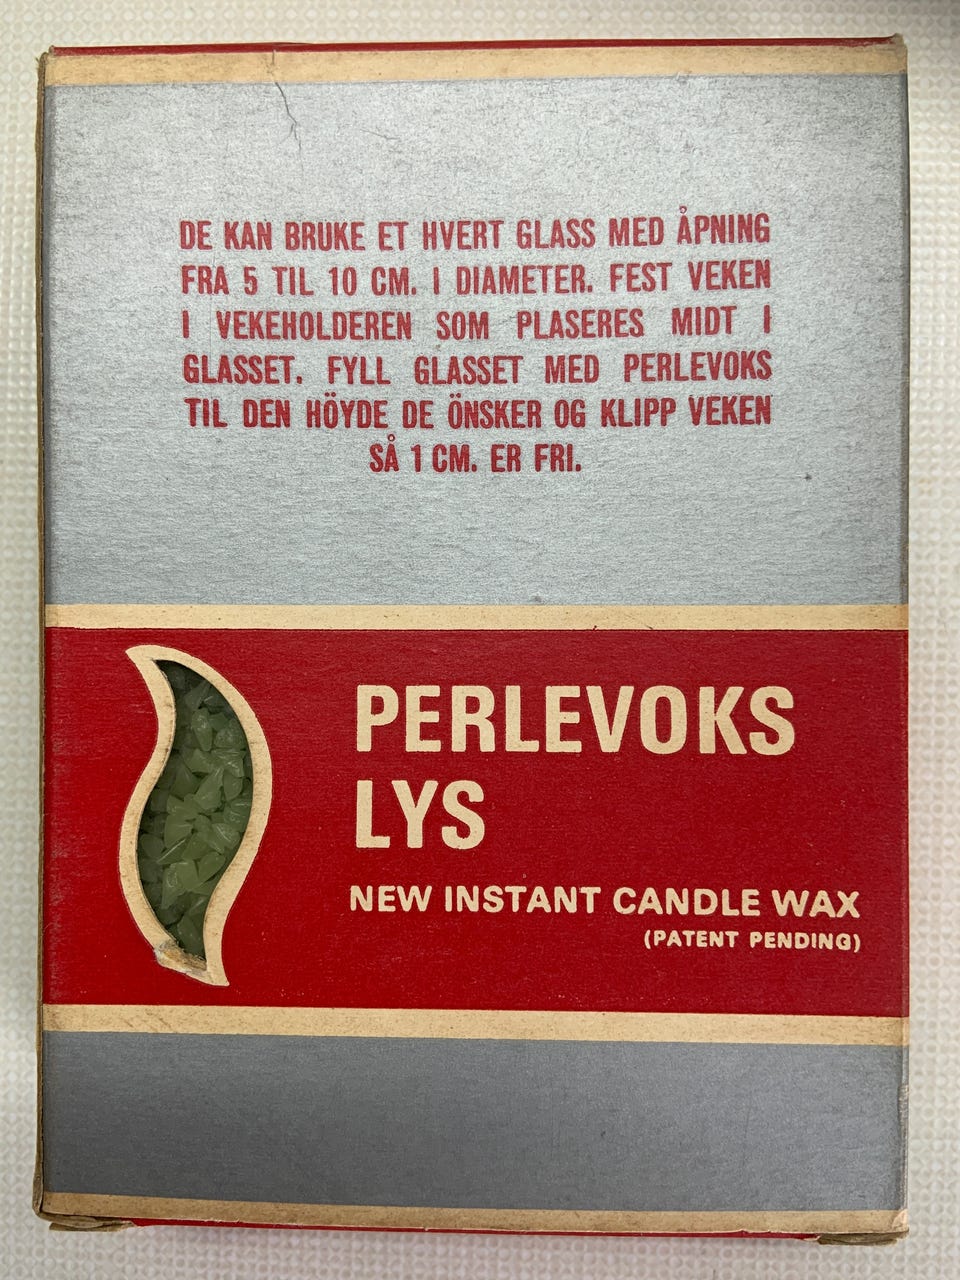 DE KAN BRUKE ET HVERT GLASS MED ÅPNING
FRA 5 TIL 10 CM. I DIAMETER. FEST VEKEN
I VEKEHOLDEREN SOM PLASERES MIDT I
GLASSET. FYLL GLASSET MED PERLEVOKS
TIL DEN HÖYDE DE ÖNSKER OG KLIPP VEKEN
SÅ 1 CM. ER FRI.
PERLEVOKS
LYS
NEW INSTANT CANDLE WAX
(PATENT PENDING)